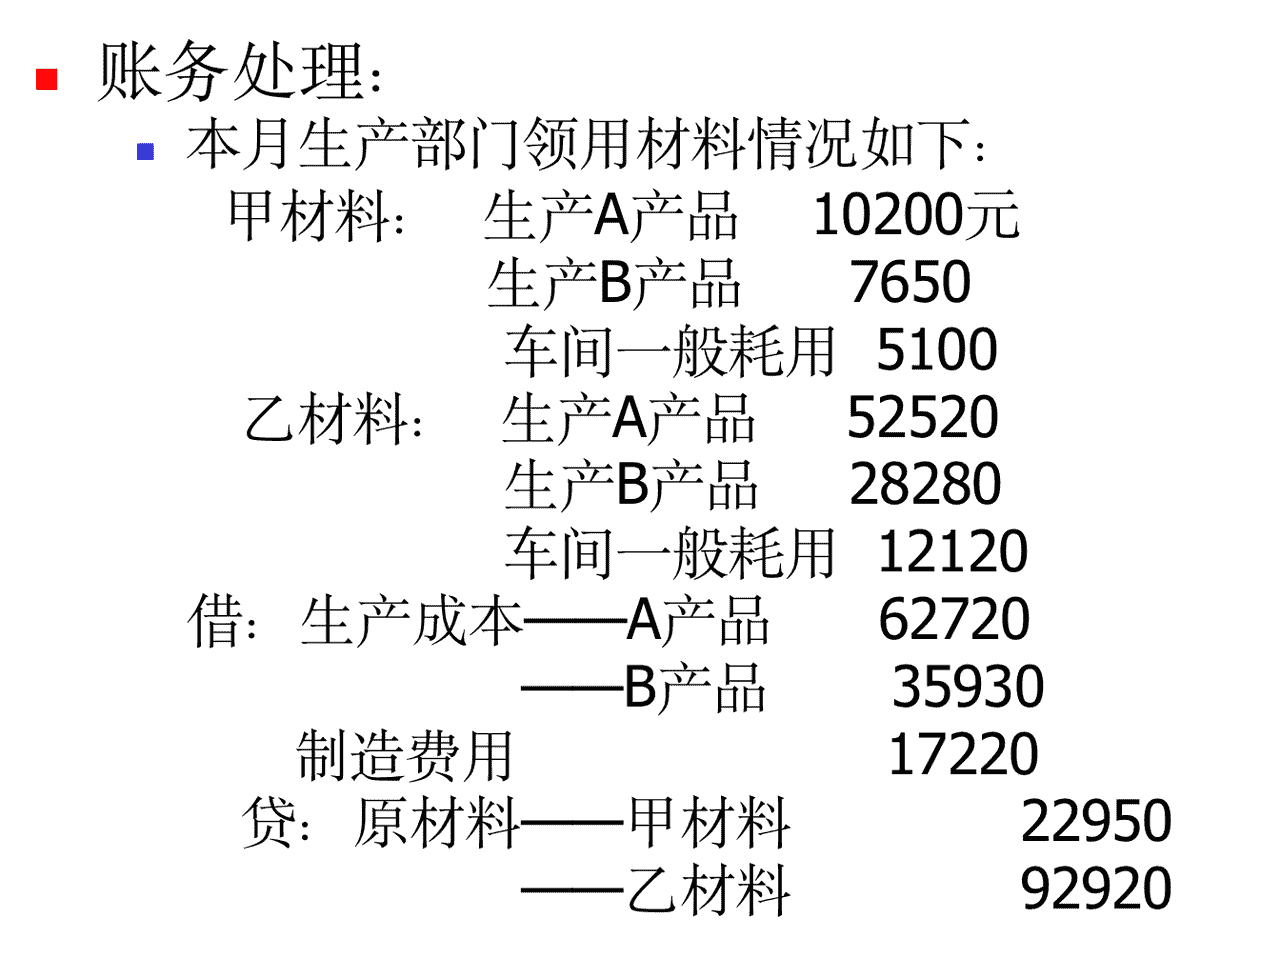 账务处理:
本月生产部门领用材料情况如下:
甲材料: 生产A产品 10200元
生产B产品 7650
车间一般耗用 5100
乙材料: 生产A产品 52520
生产B产品 28280
车间一般耗用 12120
借: 生产成本——A产品 62720
——B产品 35930
制造费用 17220
贷: 原材料——甲材料 22950
——乙材料 92920